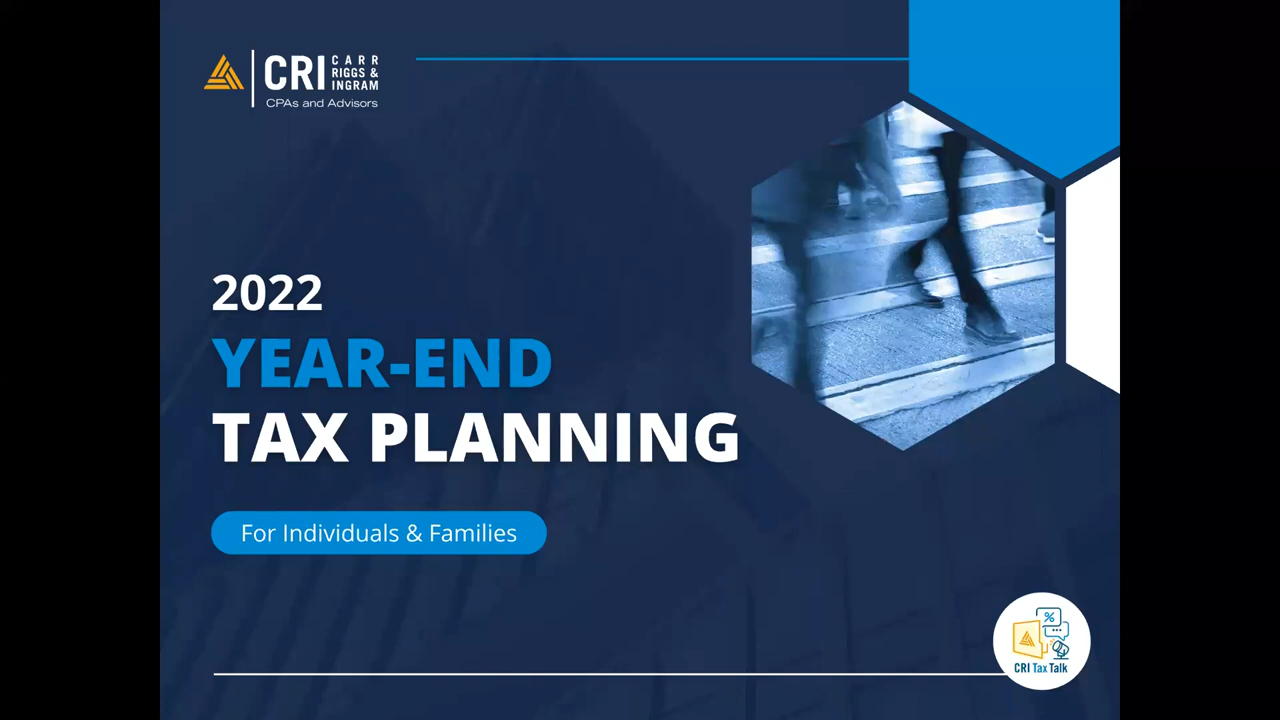 CRI
CARR
RIGGS &
INGRAM
CPAs and Advisors
2022
YEAR-END
TAX PLANNING
For Individuals & Families
%
CRI Tax Talk